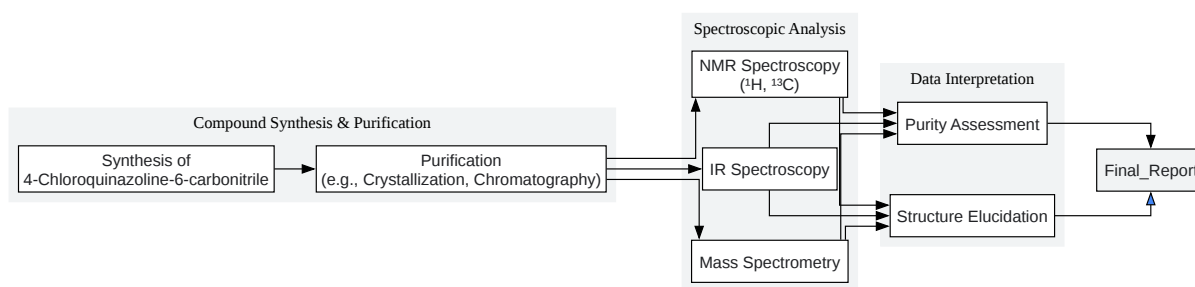 Spectroscopic Analysis
NMR Spectroscopy
(¹H, ¹³C)
Data Interpretation
Compound Synthesis & Purification
Purity Assessment
Synthesis of
4-Chloroquinazoline-6-carbonitrile
Purification
(e.g., Crystallization, Chromatography)
IR Spectroscopy
Final_Report
Structure Elucidation
Mass Spectrometry